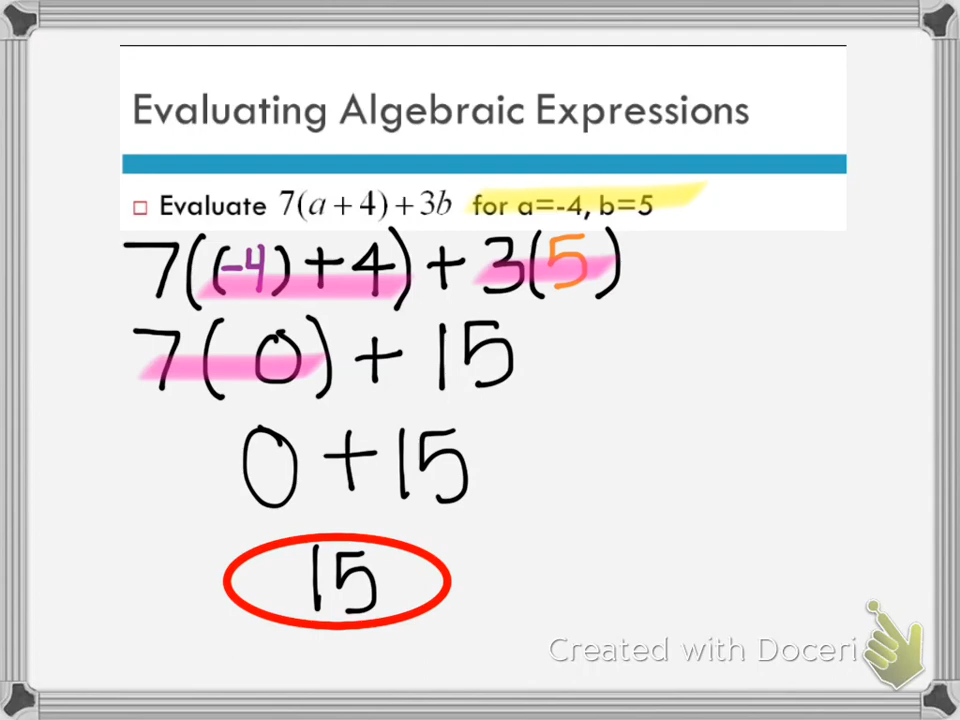 Evaluating Algebraic Expressions
Evaluate 7(a + 4) + 3b for a=-4, b=5
7((-4)+4)+3(5)
7(0)+15
0+15
15
Created with Doceri